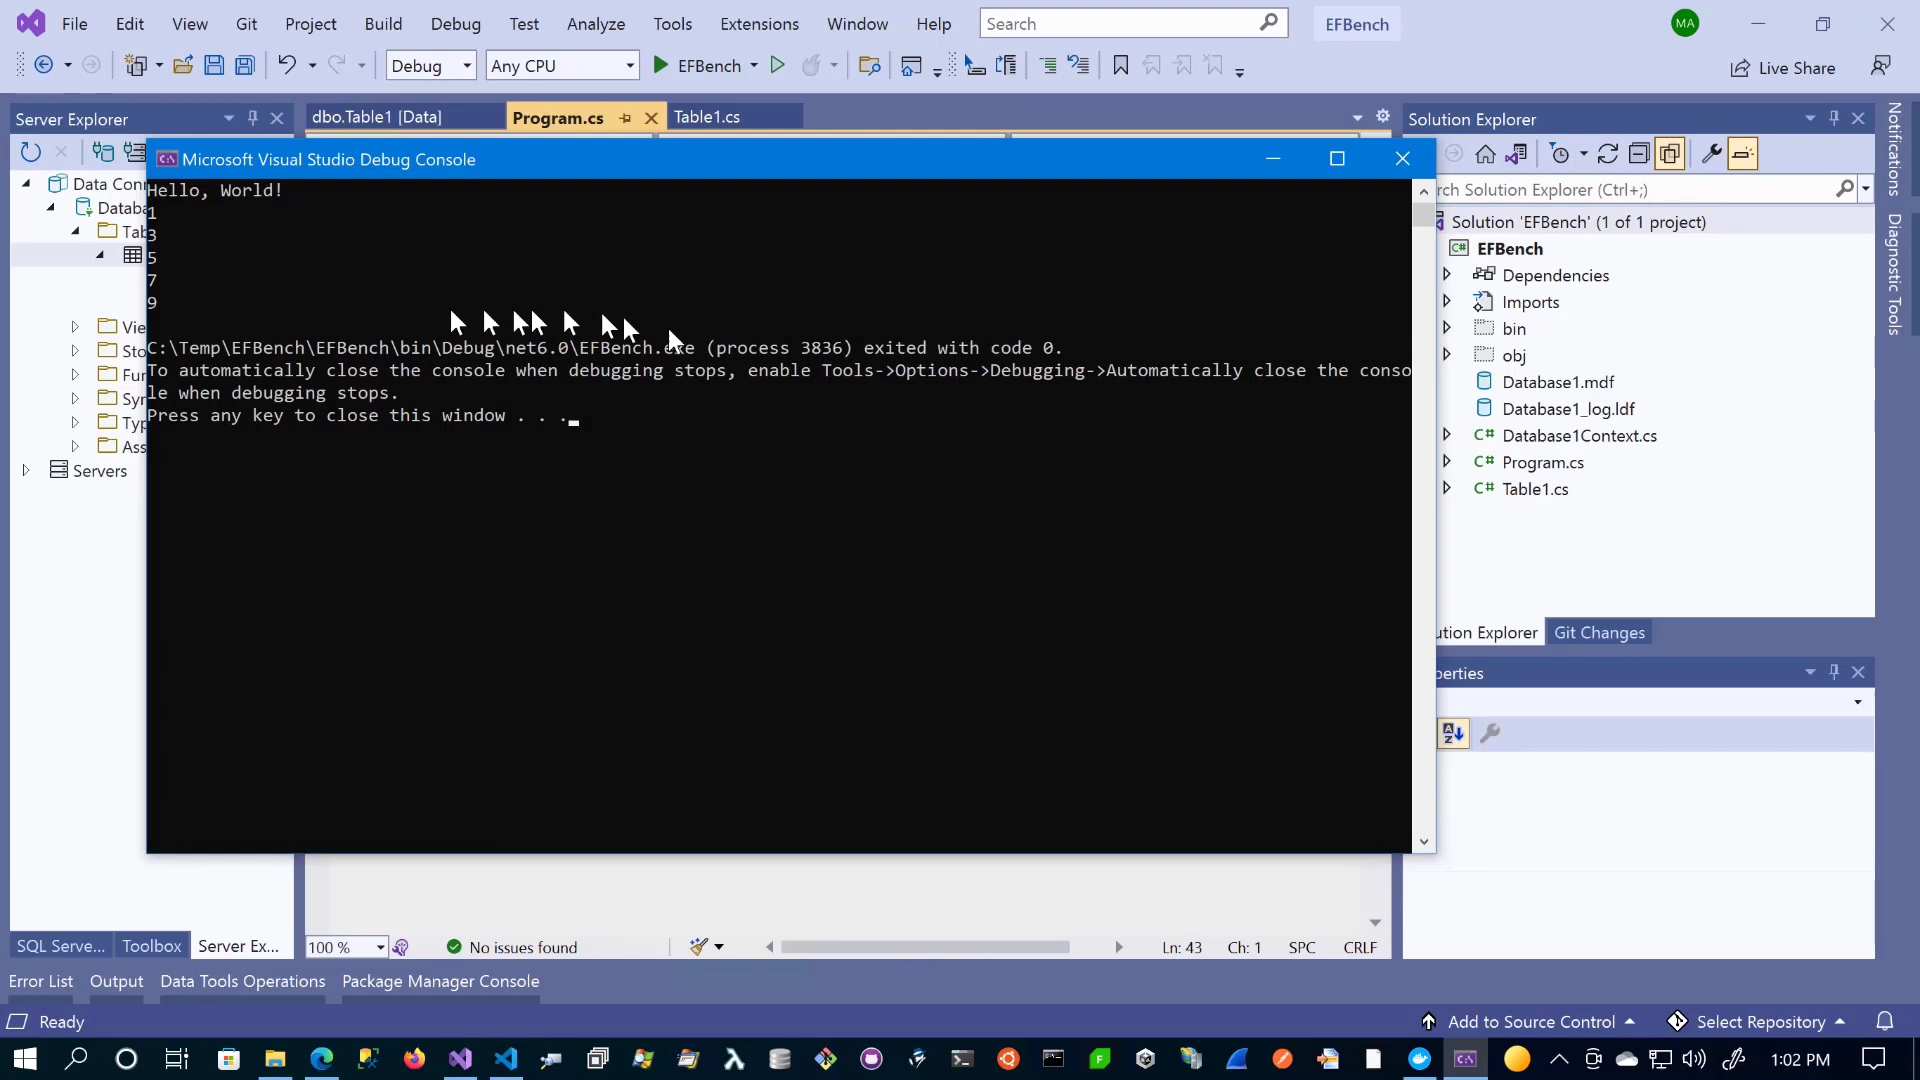 File Edit View Git Project Build Debug Test Analyze Tools Extensions Window Help Search EFBench MA
Debug Any CPU EFBench Live Share
Server Explorer
dbo.Table1 [Data] Program.cs Table1.cs
Solution Explorer
Notifications
Diagnostic Tools
Data Conn
Databa
Tab
Vie
Sto
Fun
Syn
Typ
Ass
Servers
Microsoft Visual Studio Debug Console
Hello, World!
1
3
5
7
9
C:\Temp\EFBench\EFBench\bin\Debug\net6.0\EFBench.exe (process 3836) exited with code 0.
To automatically close the console when debugging stops, enable Tools->Options->Debugging->Automatically close the conso
le when debugging stops.
Press any key to close this window . . .
rch Solution Explorer (Ctrl+;)
Solution 'EFBench' (1 of 1 project)
C# EFBench
Dependencies
Imports
bin
obj
Database1.mdf
Database1_log.ldf
C# Database1Context.cs
C# Program.cs
C# Table1.cs
ution Explorer Git Changes
perties
SQL Serve... Toolbox Server Ex...
100 % No issues found Ln: 43 Ch: 1 SPC CRLF
Error List Output Data Tools Operations Package Manager Console
Ready Add to Source Control Select Repository
1:02 PM